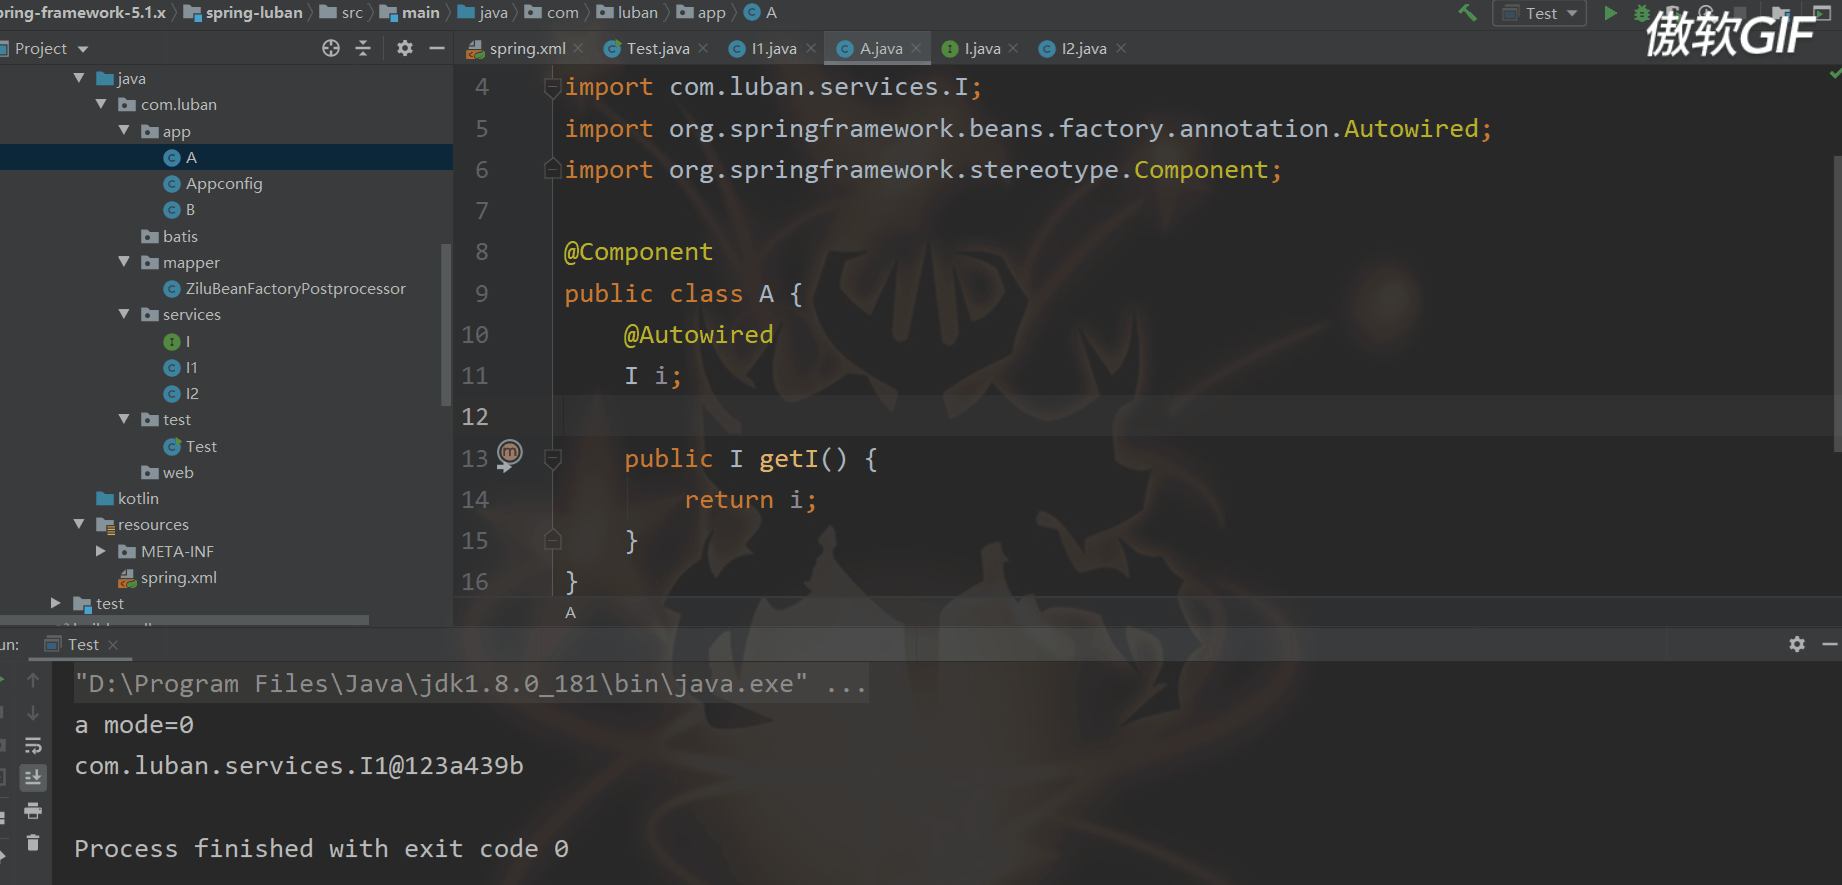 pring-framework-5.1.x spring-luban src main java com luban app A
Test
傲软GIF
Project
spring.xml Test.java I1.java A.java I.java I2.java
java
com.luban
app
A
Appconfig
B
batis
mapper
ZiluBeanFactoryPostprocessor
services
I
I1
I2
test
Test
web
kotlin
resources
META-INF
spring.xml
test
4 import com.luban.services.I;
5 import org.springframework.beans.factory.annotation.Autowired;
6 import org.springframework.stereotype.Component;
7
8 @Component
9 public class A {
10 @Autowired
11 I i;
12
13 public I getI() {
14 return i;
15 }
16 }
A
un: Test
"D:\Program Files\Java\jdk1.8.0_181\bin\java.exe" ...
a mode=0
com.luban.services.I1@123a439b
Process finished with exit code 0